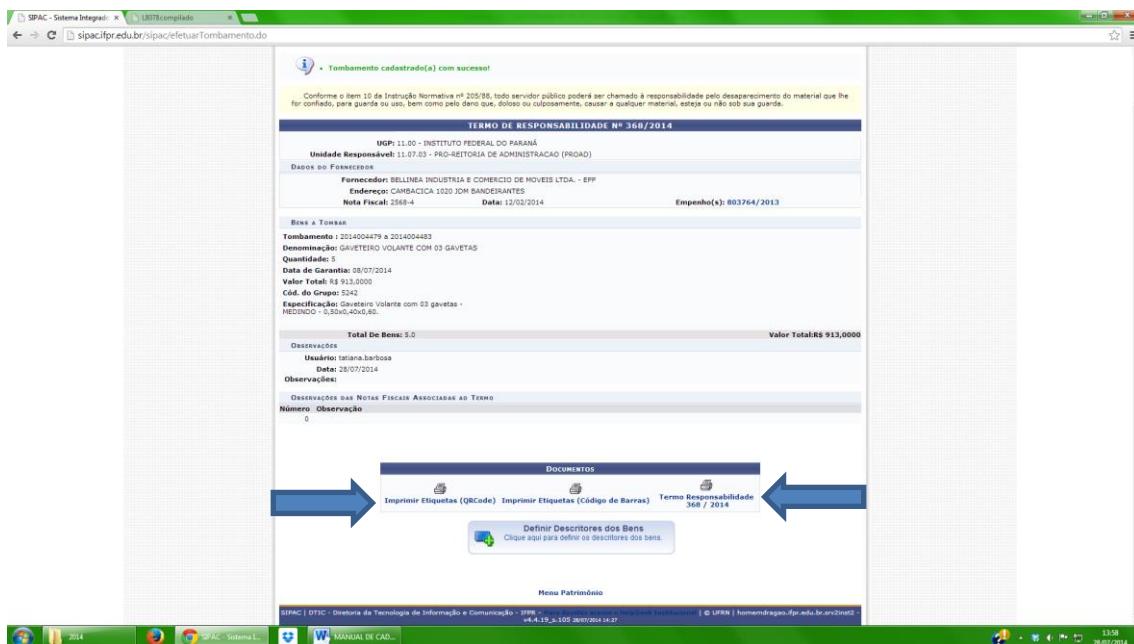 SIPAC - Sistema Integrado
L8078compilado
sipac.ifpr.edu.br/sipac/efetuarTombamento.do
• Tombamento cadastrado(a) com sucesso!
Conforme o item 10 da Instrução Normativa nº 205/88, todo servidor público poderá ser chamado à responsabilidade pelo desaparecimento do material que lhe
for confiado, para guarda ou uso, bem como pelo dano que, doloso ou culposamente, causar a qualquer material, esteja ou não sob sua guarda.
TERMO DE RESPONSABILIDADE Nº 368/2014
UGP: 11.00 - INSTITUTO FEDERAL DO PARANÁ
Unidade Responsável: 11.07.03 - PRO-REITORIA DE ADMINISTRACAO (PROAD)
DADOS DO FORNECEDOR
Fornecedor: BELLINEA INDUSTRIA E COMERCIO DE MOVEIS LTDA. - EPP
Endereço: CAMBACICA 1020 JDM BANDEIRANTES
Nota Fiscal: 2568-4 Data: 12/02/2014 Empenho(s): 803764/2013
BENS A TOMBAR
Tombamento : 2014004479 a 2014004483
Denominação: GAVETEIRO VOLANTE COM 03 GAVETAS
Quantidade: 5
Data de Garantia: 08/07/2014
Valor Total: R$ 913,0000
Cód. do Grupo: 5242
Especificação: Gaveteiro Volante com 03 gavetas -
MEDINDO - 0,50x0,40x0,60.
Total De Bens: 5.0 Valor Total:R$ 913,0000
OBSERVAÇÕES
Usuário: tatiana.barbosa
Data: 28/07/2014
Observações:
OBSERVAÇÕES DAS NOTAS FISCAIS ASSOCIADAS AO TERMO
Número Observação
0
DOCUMENTOS
Imprimir Etiquetas (QRCode) Imprimir Etiquetas (Código de Barras) Termo Responsabilidade
368 / 2014
Definir Descritores dos Bens
Clique aqui para definir os descritores dos bens.
Menu Patrimônio
SIPAC | DTIC - Diretoria da Tecnologia de Informação e Comunicação - IFPR - | © UFRN | homemdragao.ifpr.edu.br.srv2inst2 -
v4.4.19_s.105 28/07/2014 14:27
2014
SIPAC - Sistema I...
MANUAL DE CAD...
13:58
28/07/2014